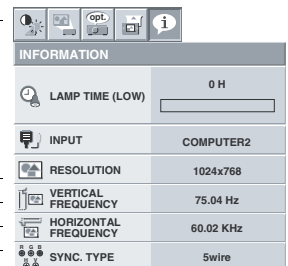 opt.
i
INFORMATION
LAMP TIME (LOW)
0 H
INPUT
COMPUTER2
RESOLUTION
1024x768
VERTICAL
FREQUENCY
75.04 Hz
HORIZONTAL
FREQUENCY
60.02 KHz
R G B
H V
SYNC. TYPE
5wire